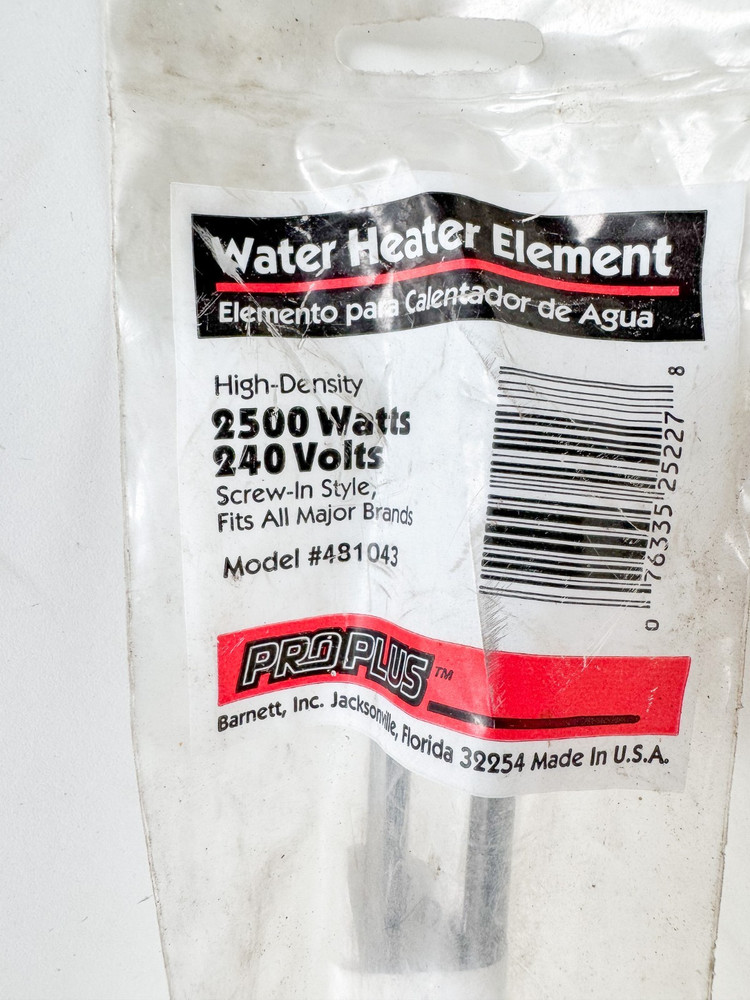 Water Heater Element
Elemento para Calentador de Agua
High-Density
2500 Watts
240 Volts
Screw-In Style,
Fits All Major Brands
Model #481043
0 76335 25227 8
PROPLUS™
Barnett, Inc. Jacksonville, Florida 32254 Made In U.S.A.